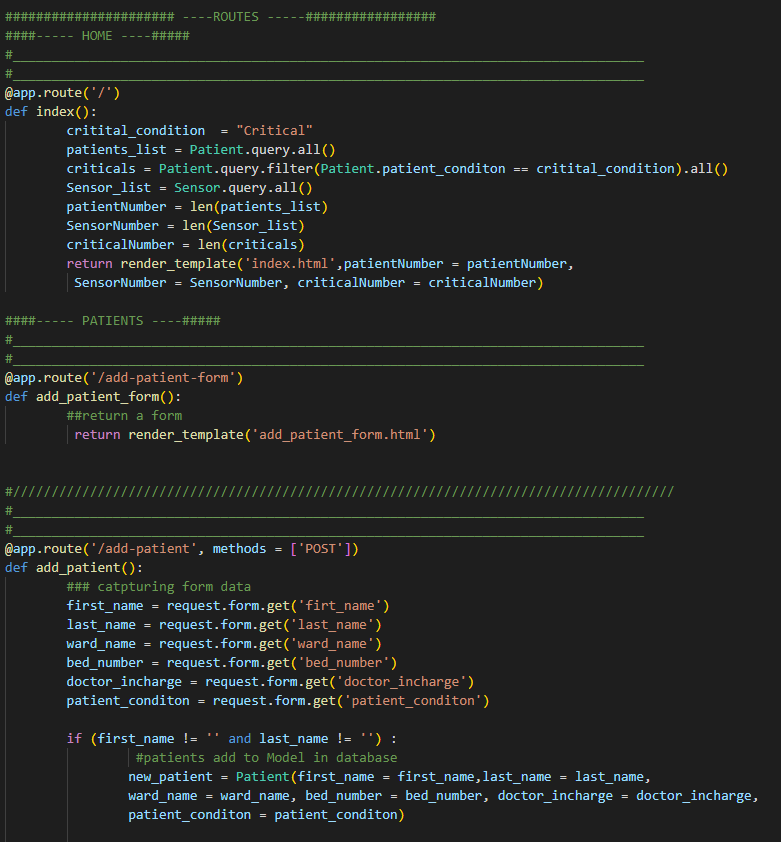 ###################### ----ROUTES -----#################
####----- HOME ----#####
#__________________________________________________________________________________
#__________________________________________________________________________________
@app.route('/')
def index():
        critital_condition  = "Critical"
        patients_list = Patient.query.all()
        criticals = Patient.query.filter(Patient.patient_conditon == critital_condition).all()
        Sensor_list = Sensor.query.all()
        patientNumber = len(patients_list)
        SensorNumber = len(Sensor_list)
        criticalNumber = len(criticals)
        return render_template('index.html',patientNumber = patientNumber,
         SensorNumber = SensorNumber, criticalNumber = criticalNumber)
####----- PATIENTS ----#####
#__________________________________________________________________________________
#__________________________________________________________________________________
@app.route('/add-patient-form')
def add_patient_form():
        ##return a form
         return render_template('add_patient_form.html')
#//////////////////////////////////////////////////////////////////////////////////////
#__________________________________________________________________________________
#__________________________________________________________________________________
@app.route('/add-patient', methods = ['POST'])
def add_patient():
        ### catpturing form data
        first_name = request.form.get('firt_name')
        last_name = request.form.get('last_name')
        ward_name = request.form.get('ward_name')
        bed_number = request.form.get('bed_number')
        doctor_incharge = request.form.get('doctor_incharge')
        patient_conditon = request.form.get('patient_conditon')
        if (first_name != '' and last_name != '') :
                 #patients add to Model in database
                new_patient = Patient(first_name = first_name,last_name = last_name,
                ward_name = ward_name, bed_number = bed_number, doctor_incharge = doctor_incharge,
                patient_conditon = patient_conditon)